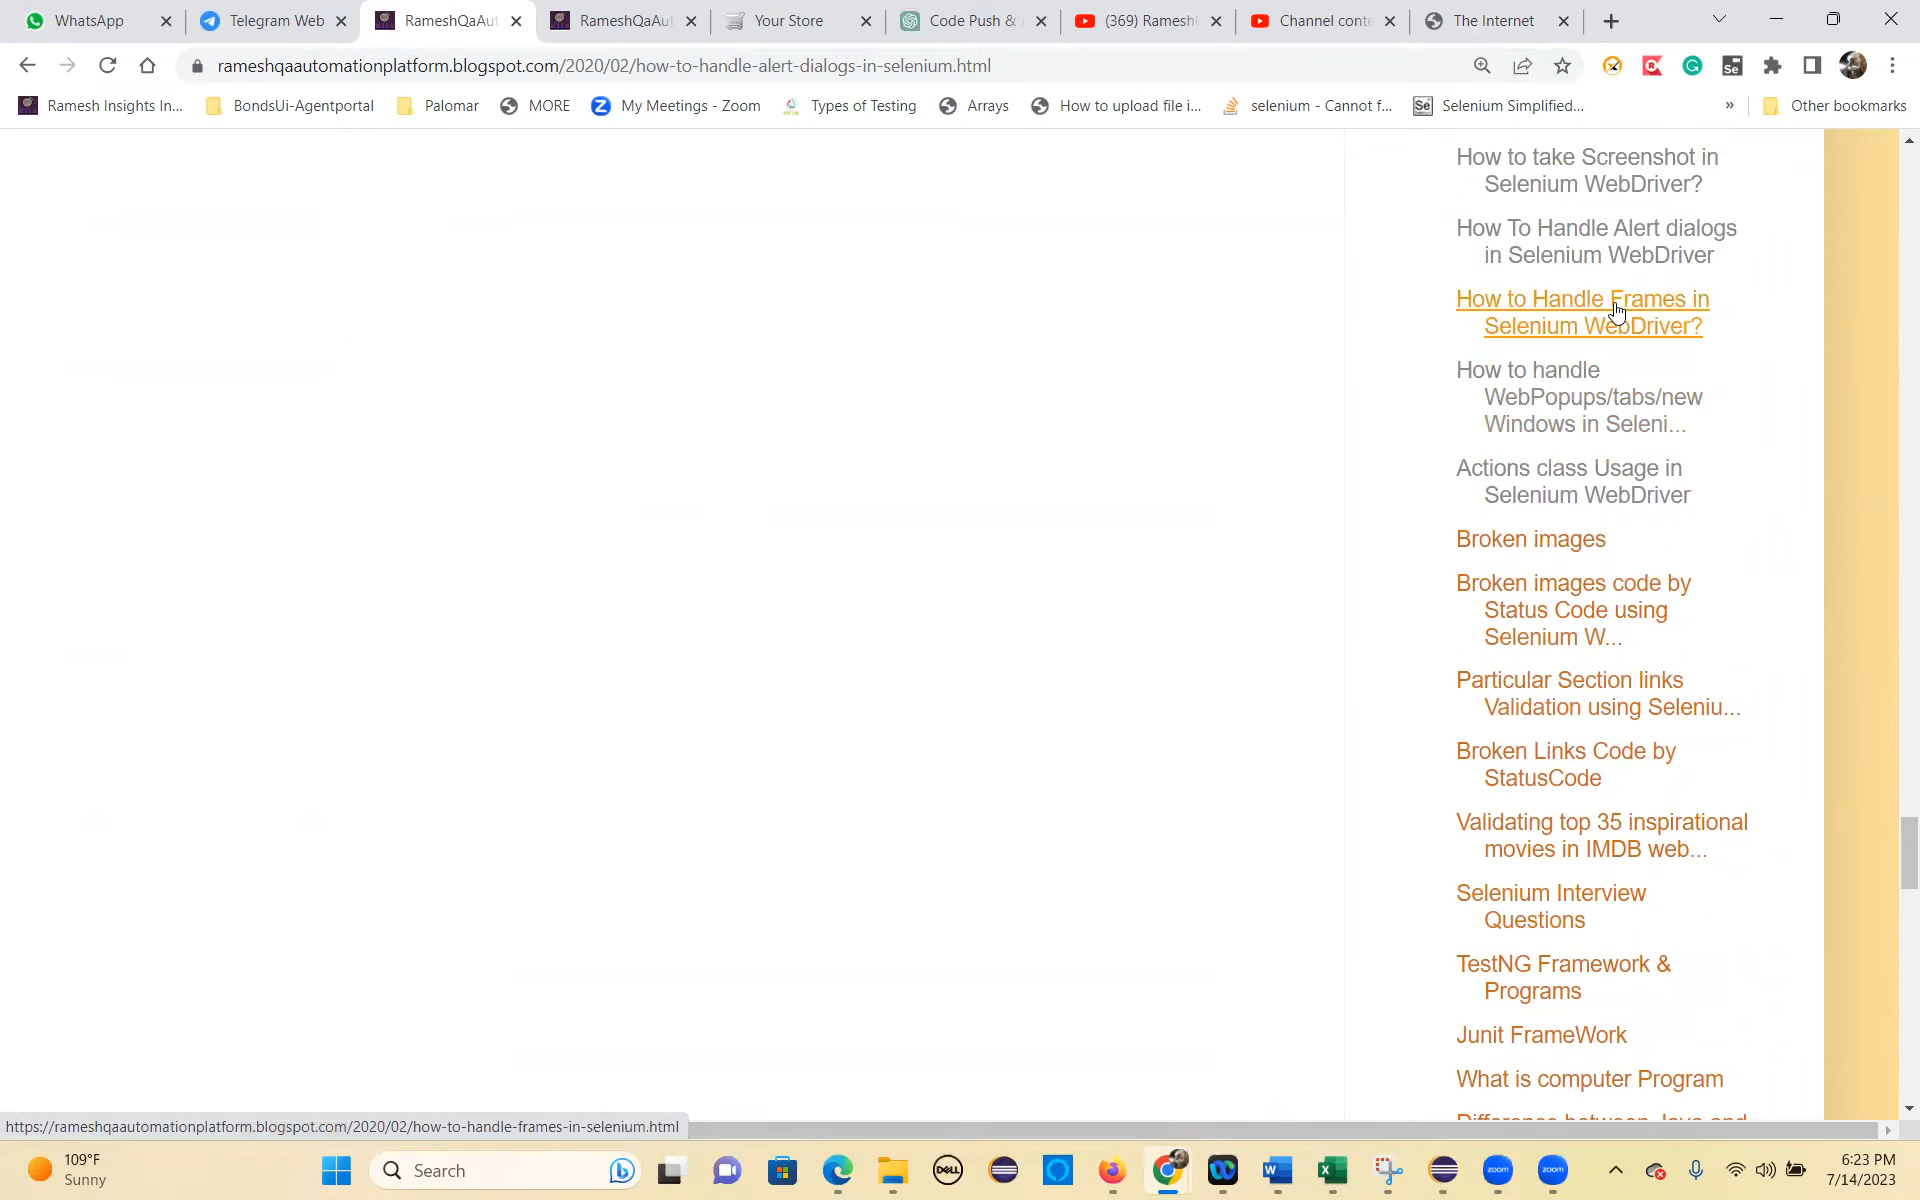 WhatsApp
Telegram Web
RameshQaAut
RameshQaAut
Your Store
Code Push &
(369) Ramesh
Channel conte
The Internet
rameshqaautomationplatform.blogspot.com/2020/02/how-to-handle-alert-dialogs-in-selenium.html
Ramesh Insights In...
BondsUi-Agentportal
Palomar
MORE
My Meetings - Zoom
Types of Testing
Arrays
How to upload file i...
selenium - Cannot f...
Selenium Simplified...
»
Other bookmarks
How to take Screenshot in
Selenium WebDriver?
How To Handle Alert dialogs
in Selenium WebDriver
How to Handle Frames in
Selenium WebDriver?
How to handle
WebPopups/tabs/new
Windows in Seleni...
Actions class Usage in
Selenium WebDriver
Broken images
Broken images code by
Status Code using
Selenium W...
Particular Section links
Validation using Seleniu...
Broken Links Code by
StatusCode
Validating top 35 inspirational
movies in IMDB web...
Selenium Interview
Questions
TestNG Framework &
Programs
Junit FrameWork
What is computer Program
Difference between Java and
https://rameshqaautomationplatform.blogspot.com/2020/02/how-to-handle-frames-in-selenium.html
109°F
Sunny
Search
DELL
zoom
zoom
6:23 PM
7/14/2023